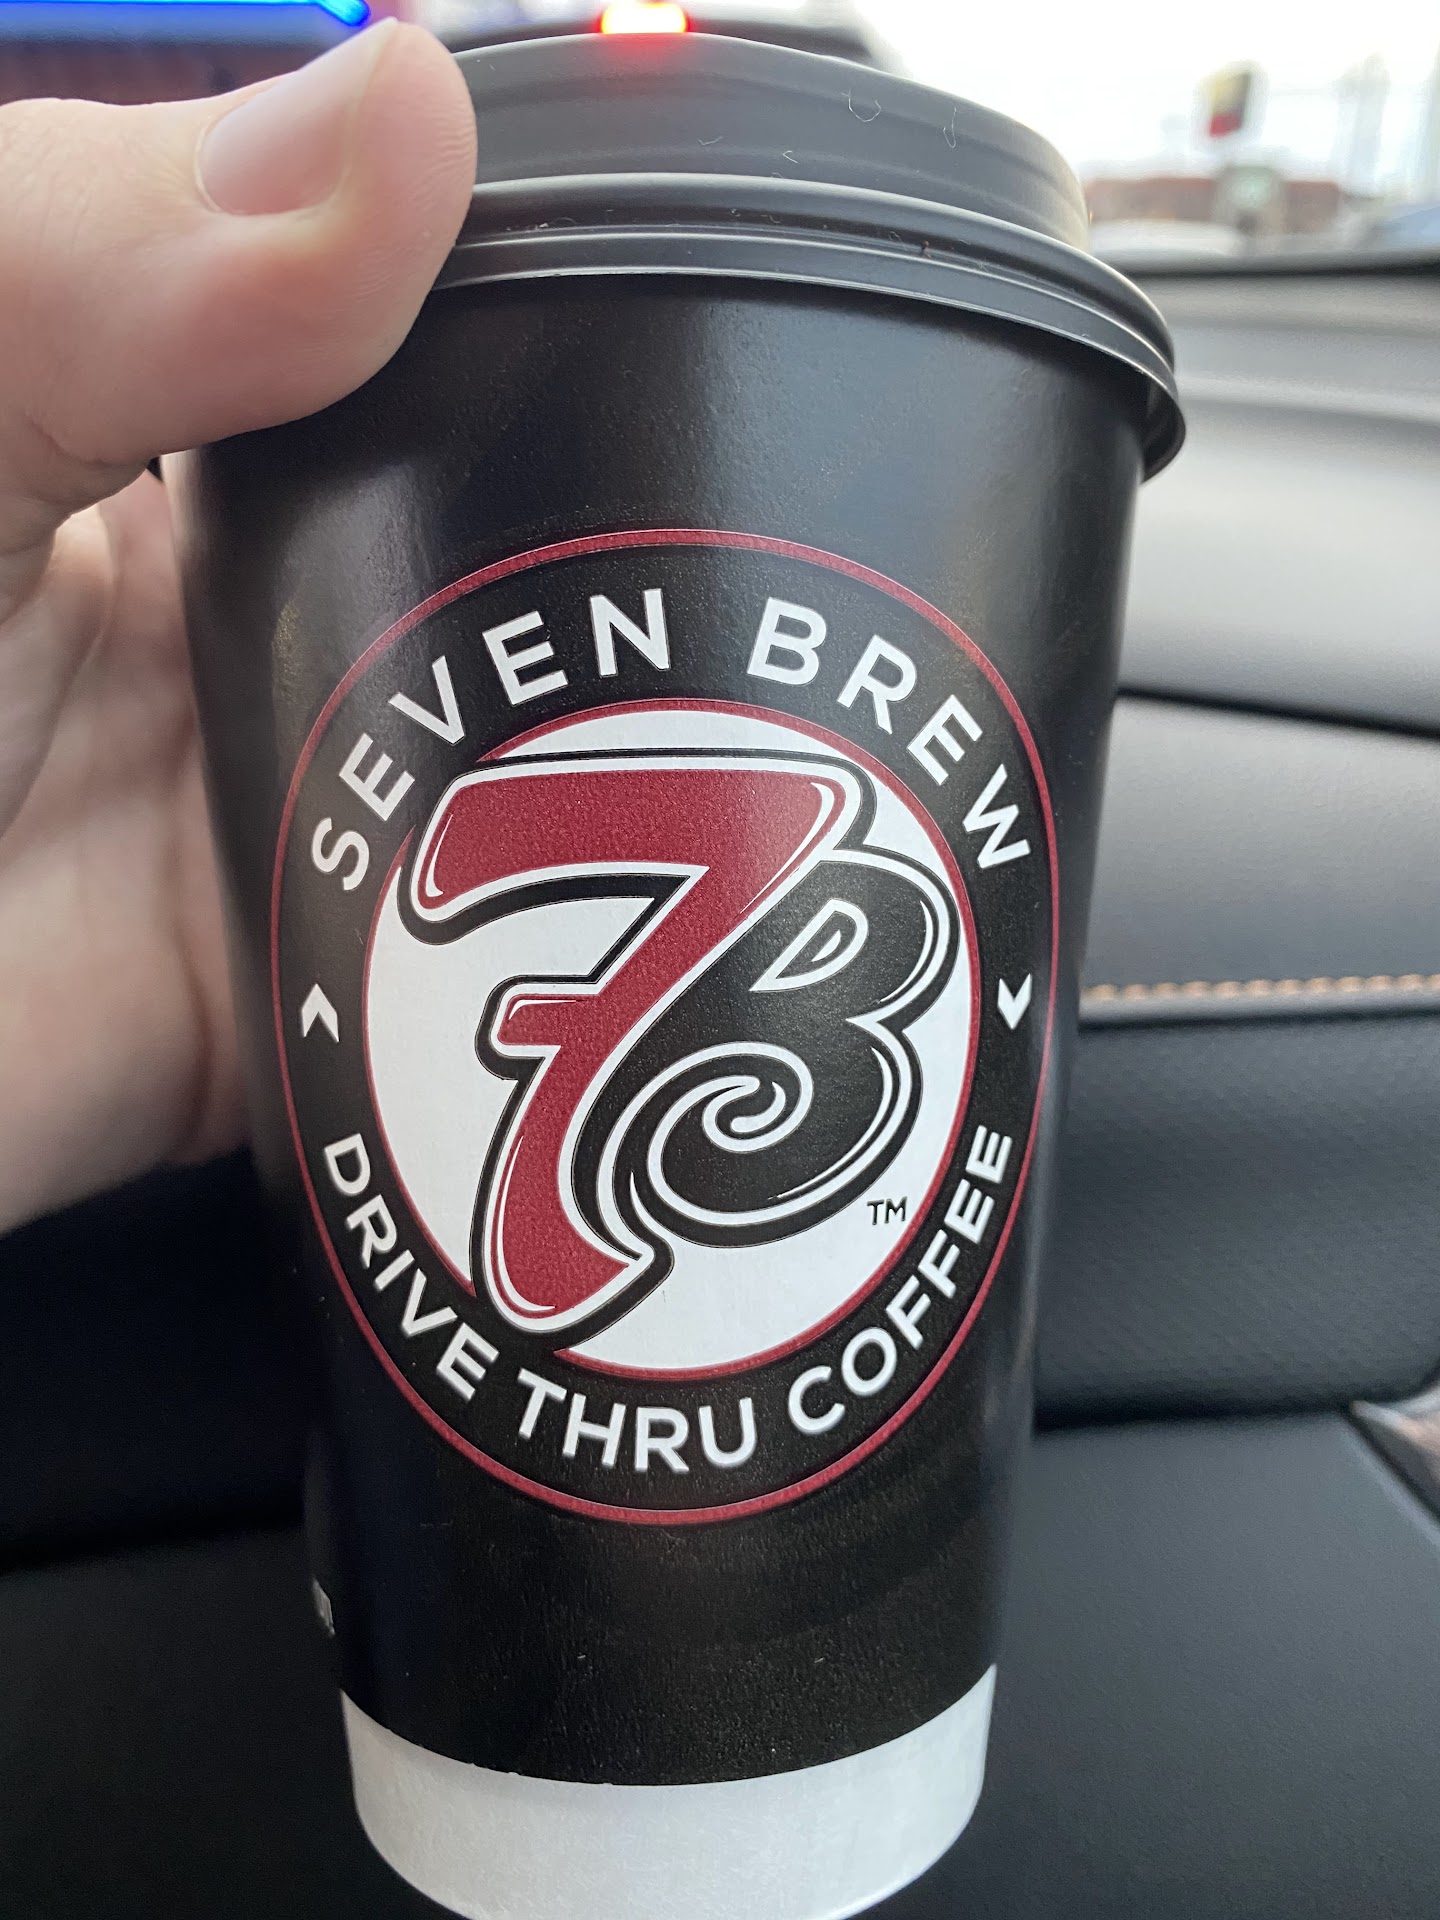 SEVEN BREW
7B
TM
DRIVE THRU COFFEE